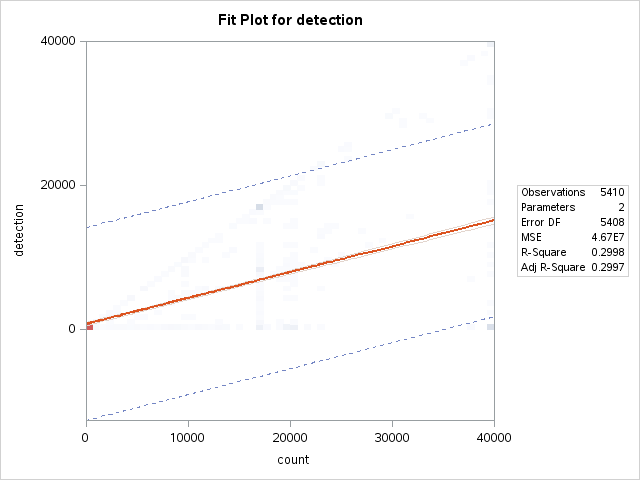 Fit Plot for detection
40000
20000
0
detection
0
10000
20000
30000
40000
count
Observations 5410
Parameters 2
Error DF 5408
MSE 4.67E7
R-Square 0.2998
Adj R-Square 0.2997